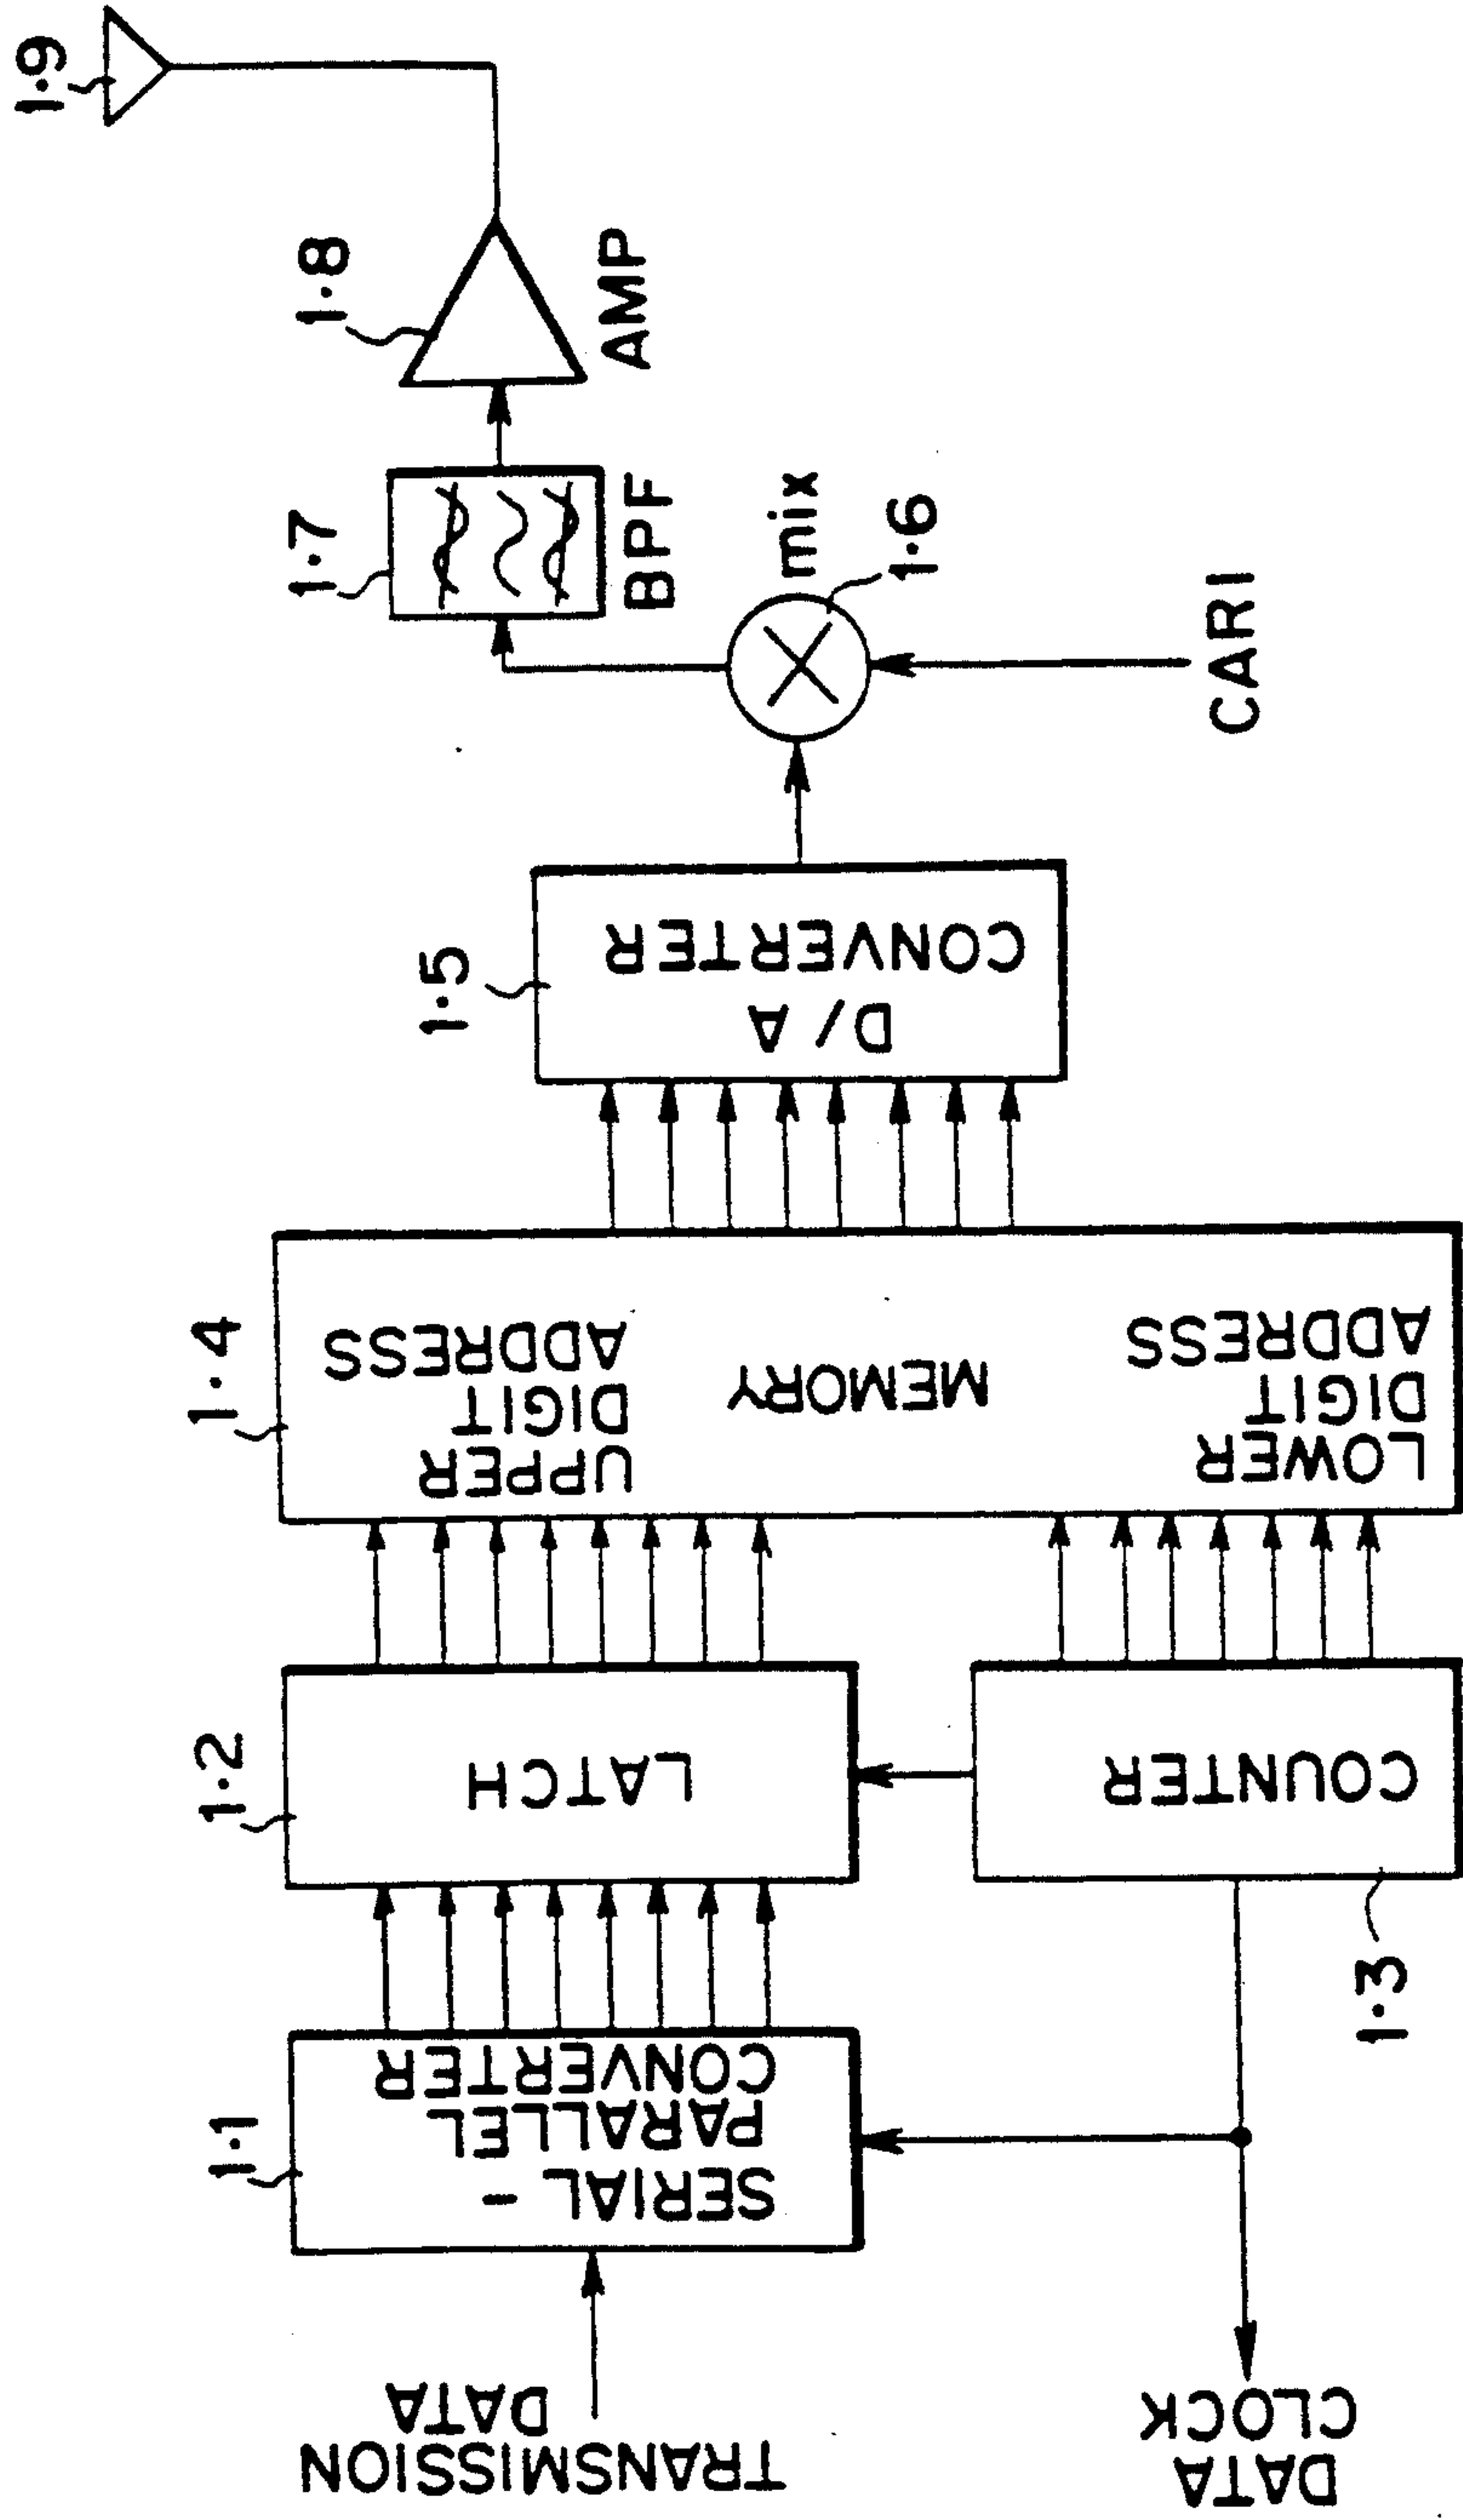 TRANSMISSION
DATA
DATA
CLOCK
1·1
SERIAL -
PARALLEL
CONVERTER
1·2
LATCH
1·3
COUNTER
1·4
UPPER
DIGIT
ADDRESS
MEMORY
LOWER
DIGIT
ADDRESS
1·5
D/A
CONVERTER
mix
1·6
CARI
1·7
BPF
1·8
AMP
1·9